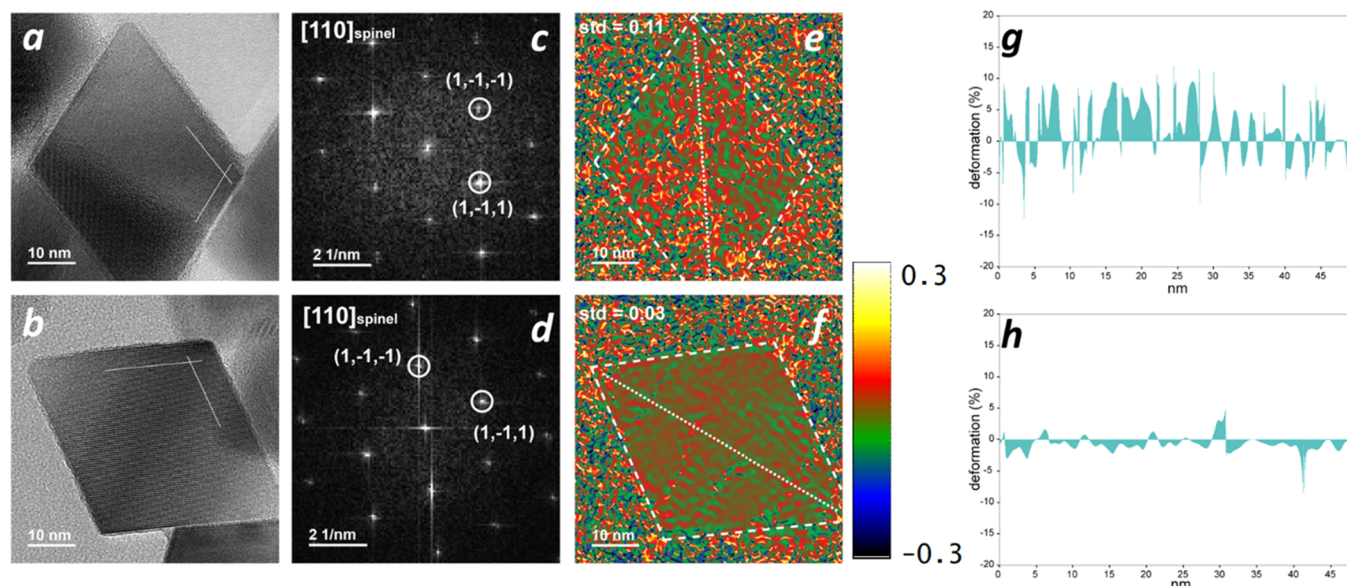 a
10 nm
[110]spinel
c
(1,-1,-1)
(1,-1,1)
2 1/nm
std = 0.11
e
10 nm
g
20
15
10
5
0
-5
-10
-15
-20
deformation (%)
0 5 10 15 20 25 30 35 40 45
nm
b
10 nm
[110]spinel
d
(1,-1,-1)
(1,-1,1)
2 1/nm
std = 0.03
f
10 nm
0.3
-0.3
h
20
15
10
5
0
-5
-10
-15
-20
deformation (%)
0 5 10 15 20 25 30 35 40 45
nm